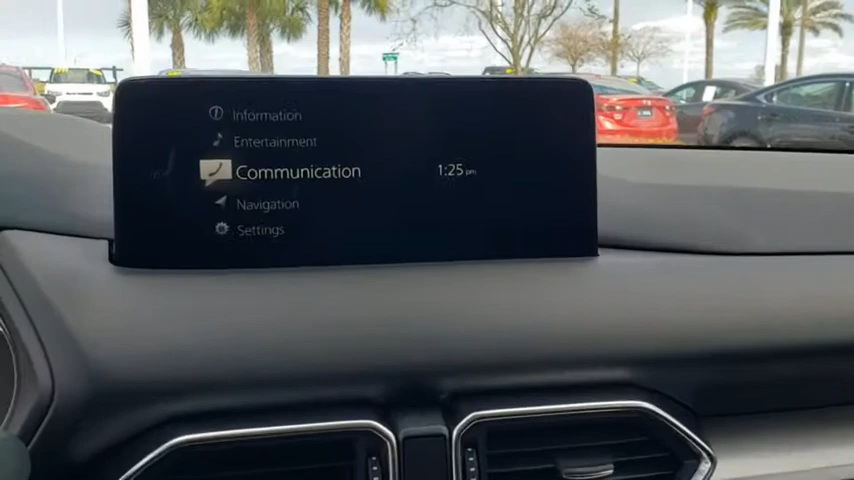 Information
Entertainment
Communication
1:25 pm
Navigation
Settings